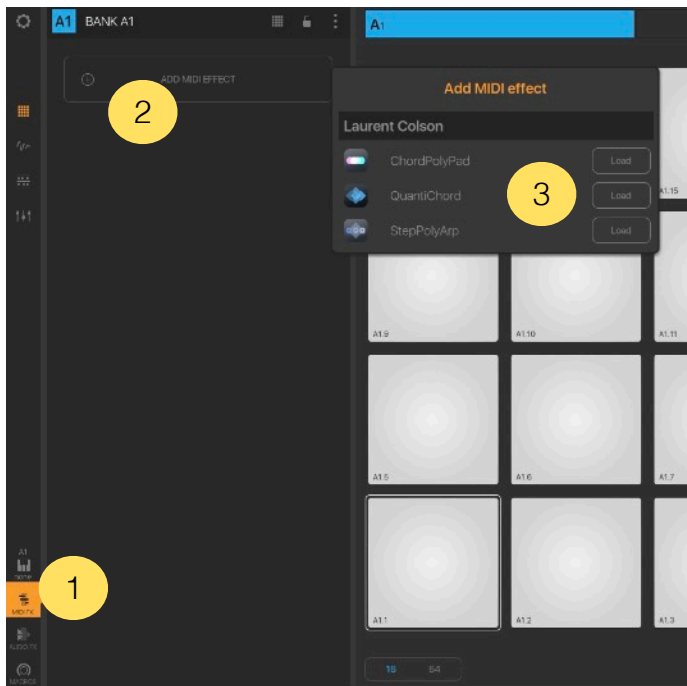 A1 BANK A1
A1
ADD MIDI EFFECT
2
Add MIDI effect
Laurent Colson
ChordPolyPad
Load
QuantiChord
Load
StepPolyArp
Load
3
A1.15
A1.9
A1.10
A1.11
A1.5
A1.6
A1.7
A1
1
MIDI FX
AUDIO FX
MACROS
A1.1
A1.2
A1.3
16
64